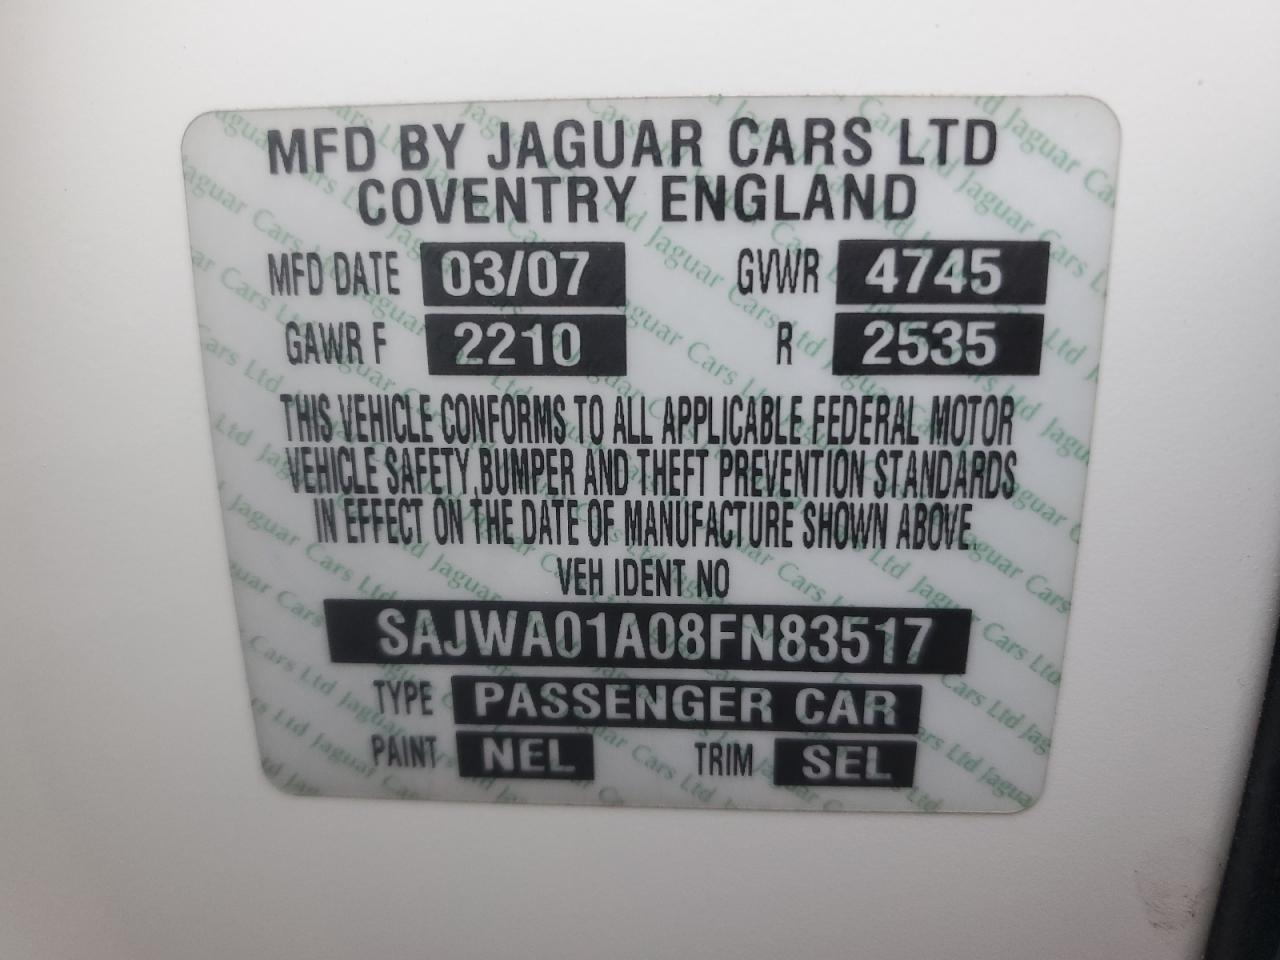 MFD BY JAGUAR CARS LTD
COVENTRY ENGLAND
MFD DATE 03/07 GVWR 4745
GAWR F 2210 R 2535
THIS VEHICLE CONFORMS TO ALL APPLICABLE FEDERAL MOTOR
VEHICLE SAFETY, BUMPER AND THEFT PREVENTION STANDARDS
IN EFFECT ON THE DATE OF MANUFACTURE SHOWN ABOVE.
VEH IDENT NO
SAJWA01A08FN83517
TYPE PASSENGER CAR
PAINT NEL TRIM SEL